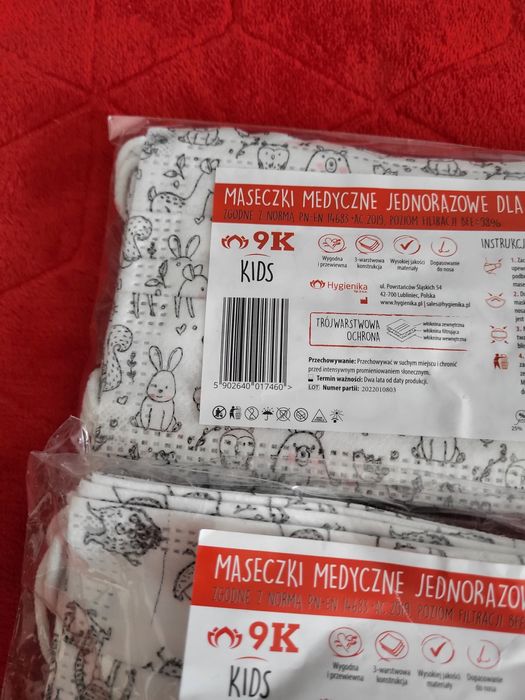 MASECZKI MEDYCZNE JEDNORAZOWE DLA
ZGODNE Z NORMĄ PN-EN 14683+AC:2019, POZIOM FILTRACJI BFE≥98%
9K
KIDS
Wygodna
i przewiewna
3-warstwowa
konstrukcja
Wysokiej jakości
materiały
Dopasowanie
do nosa
INSTRUKCJ
Hygienika
ul. Powstańców Śląskich 54
42-700 Lubliniec, Polska
www.hygienika.pl | sales@hygienika.pl
TRÓJWARSTWOWA
OCHRONA
włóknina zewnętrzna
włóknina filtrująca
włóknina wewnętrzna
5 902640 017460 >
Przechowywanie: Przechowywać w suchym miejscu i chronić
przed intensywnym promieniowaniem słonecznym.
Termin ważności: Dwa lata od daty produkcji.
LOT Numer partii: 2022010803
MASECZKI MEDYCZNE JEDNORAZOW
ZGODNE Z NORMĄ PN-EN 14683+AC:2019, POZIOM FILTRACJI BFE
9K
KIDS
Wygodna
i przewiewna
3-warstwowa
konstrukcja
Wysokiej jakości
materiały
Dopasowanie
do nosa